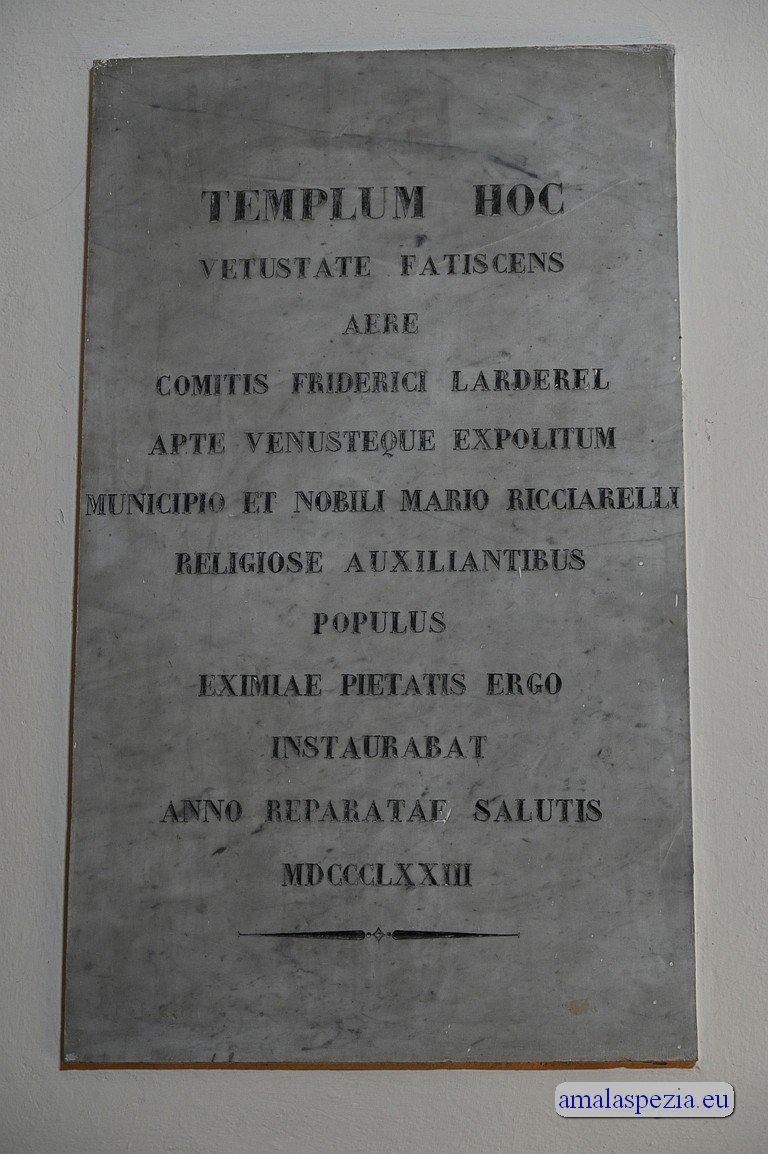 TEMPLUM HOC
VETUSTATE FATISCENS
AERE
COMITIS FRIDERICI LARDEREL
APTE VENUSTEQUE EXPOLITUM
MUNICIPIO ET NOBILI MARIO RICCIARELLI
RELIGIOSE AUXILIANTIBUS
POPULUS
EXIMIAE PIETATIS ERGO
INSTAURABAT
ANNO REPARATAE SALUTIS
MDCCCLXXIII
amalaspezia.eu